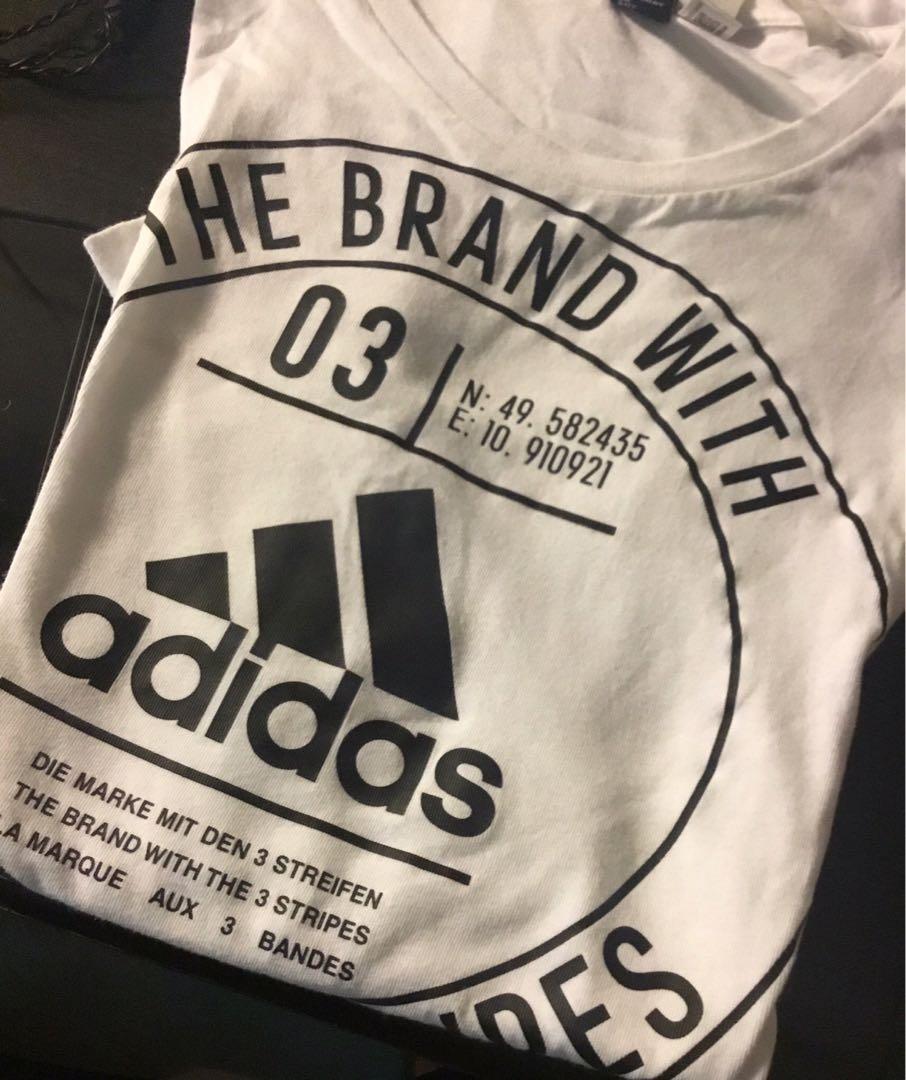 THE BRAND WITH
03
N: 49. 582435
E: 10. 910921
adidas
DIE MARKE MIT DEN 3 STREIFEN
THE BRAND WITH THE 3 STRIPES
LA MARQUE AUX 3 BANDES